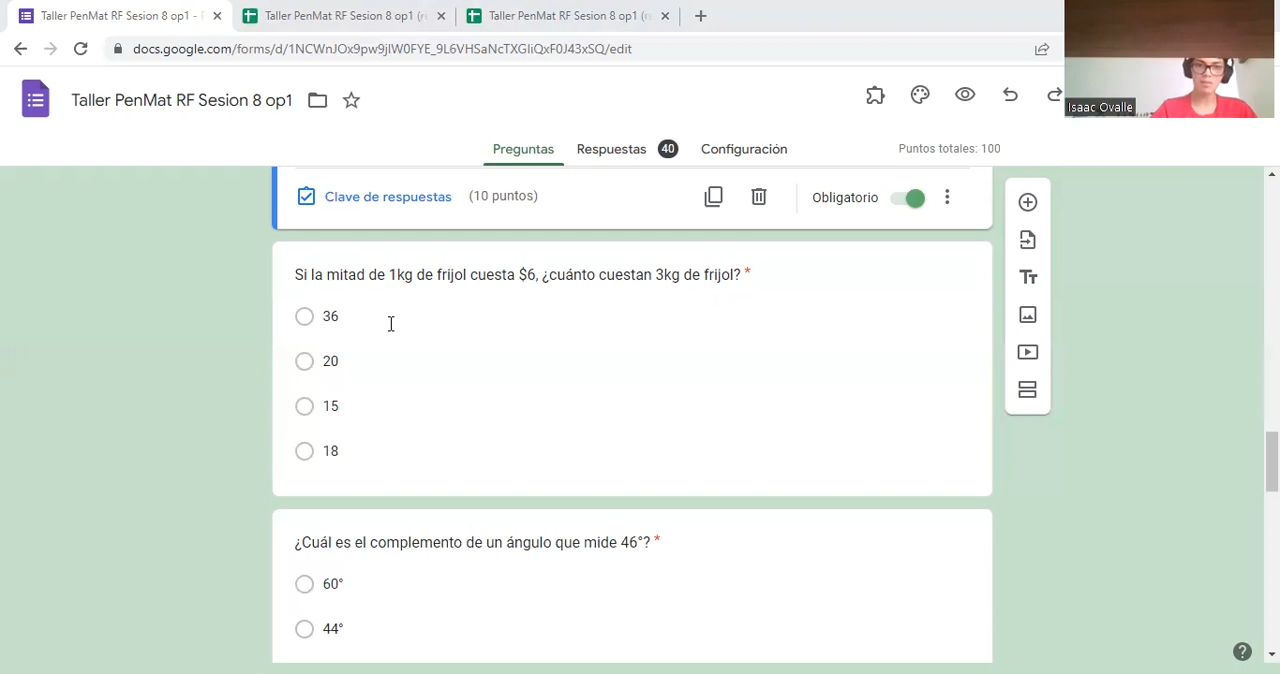 Taller PenMat RF Sesion 8 op1 - F
Taller PenMat RF Sesion 8 op1 (re
Taller PenMat RF Sesion 8 op1 (re
docs.google.com/forms/d/1NCWnJOx9pw9jIW0FYE_9L6VHSaNcTXGIiQxF0J43xSQ/edit
Taller PenMat RF Sesion 8 op1
Isaac Ovalle
Preguntas
Respuestas 40
Configuración
Puntos totales: 100
Clave de respuestas (10 puntos)
Obligatorio
Si la mitad de 1kg de frijol cuesta $6, ¿cuánto cuestan 3kg de frijol? *
36
20
15
18
¿Cuál es el complemento de un ángulo que mide 46°? *
60°
44°